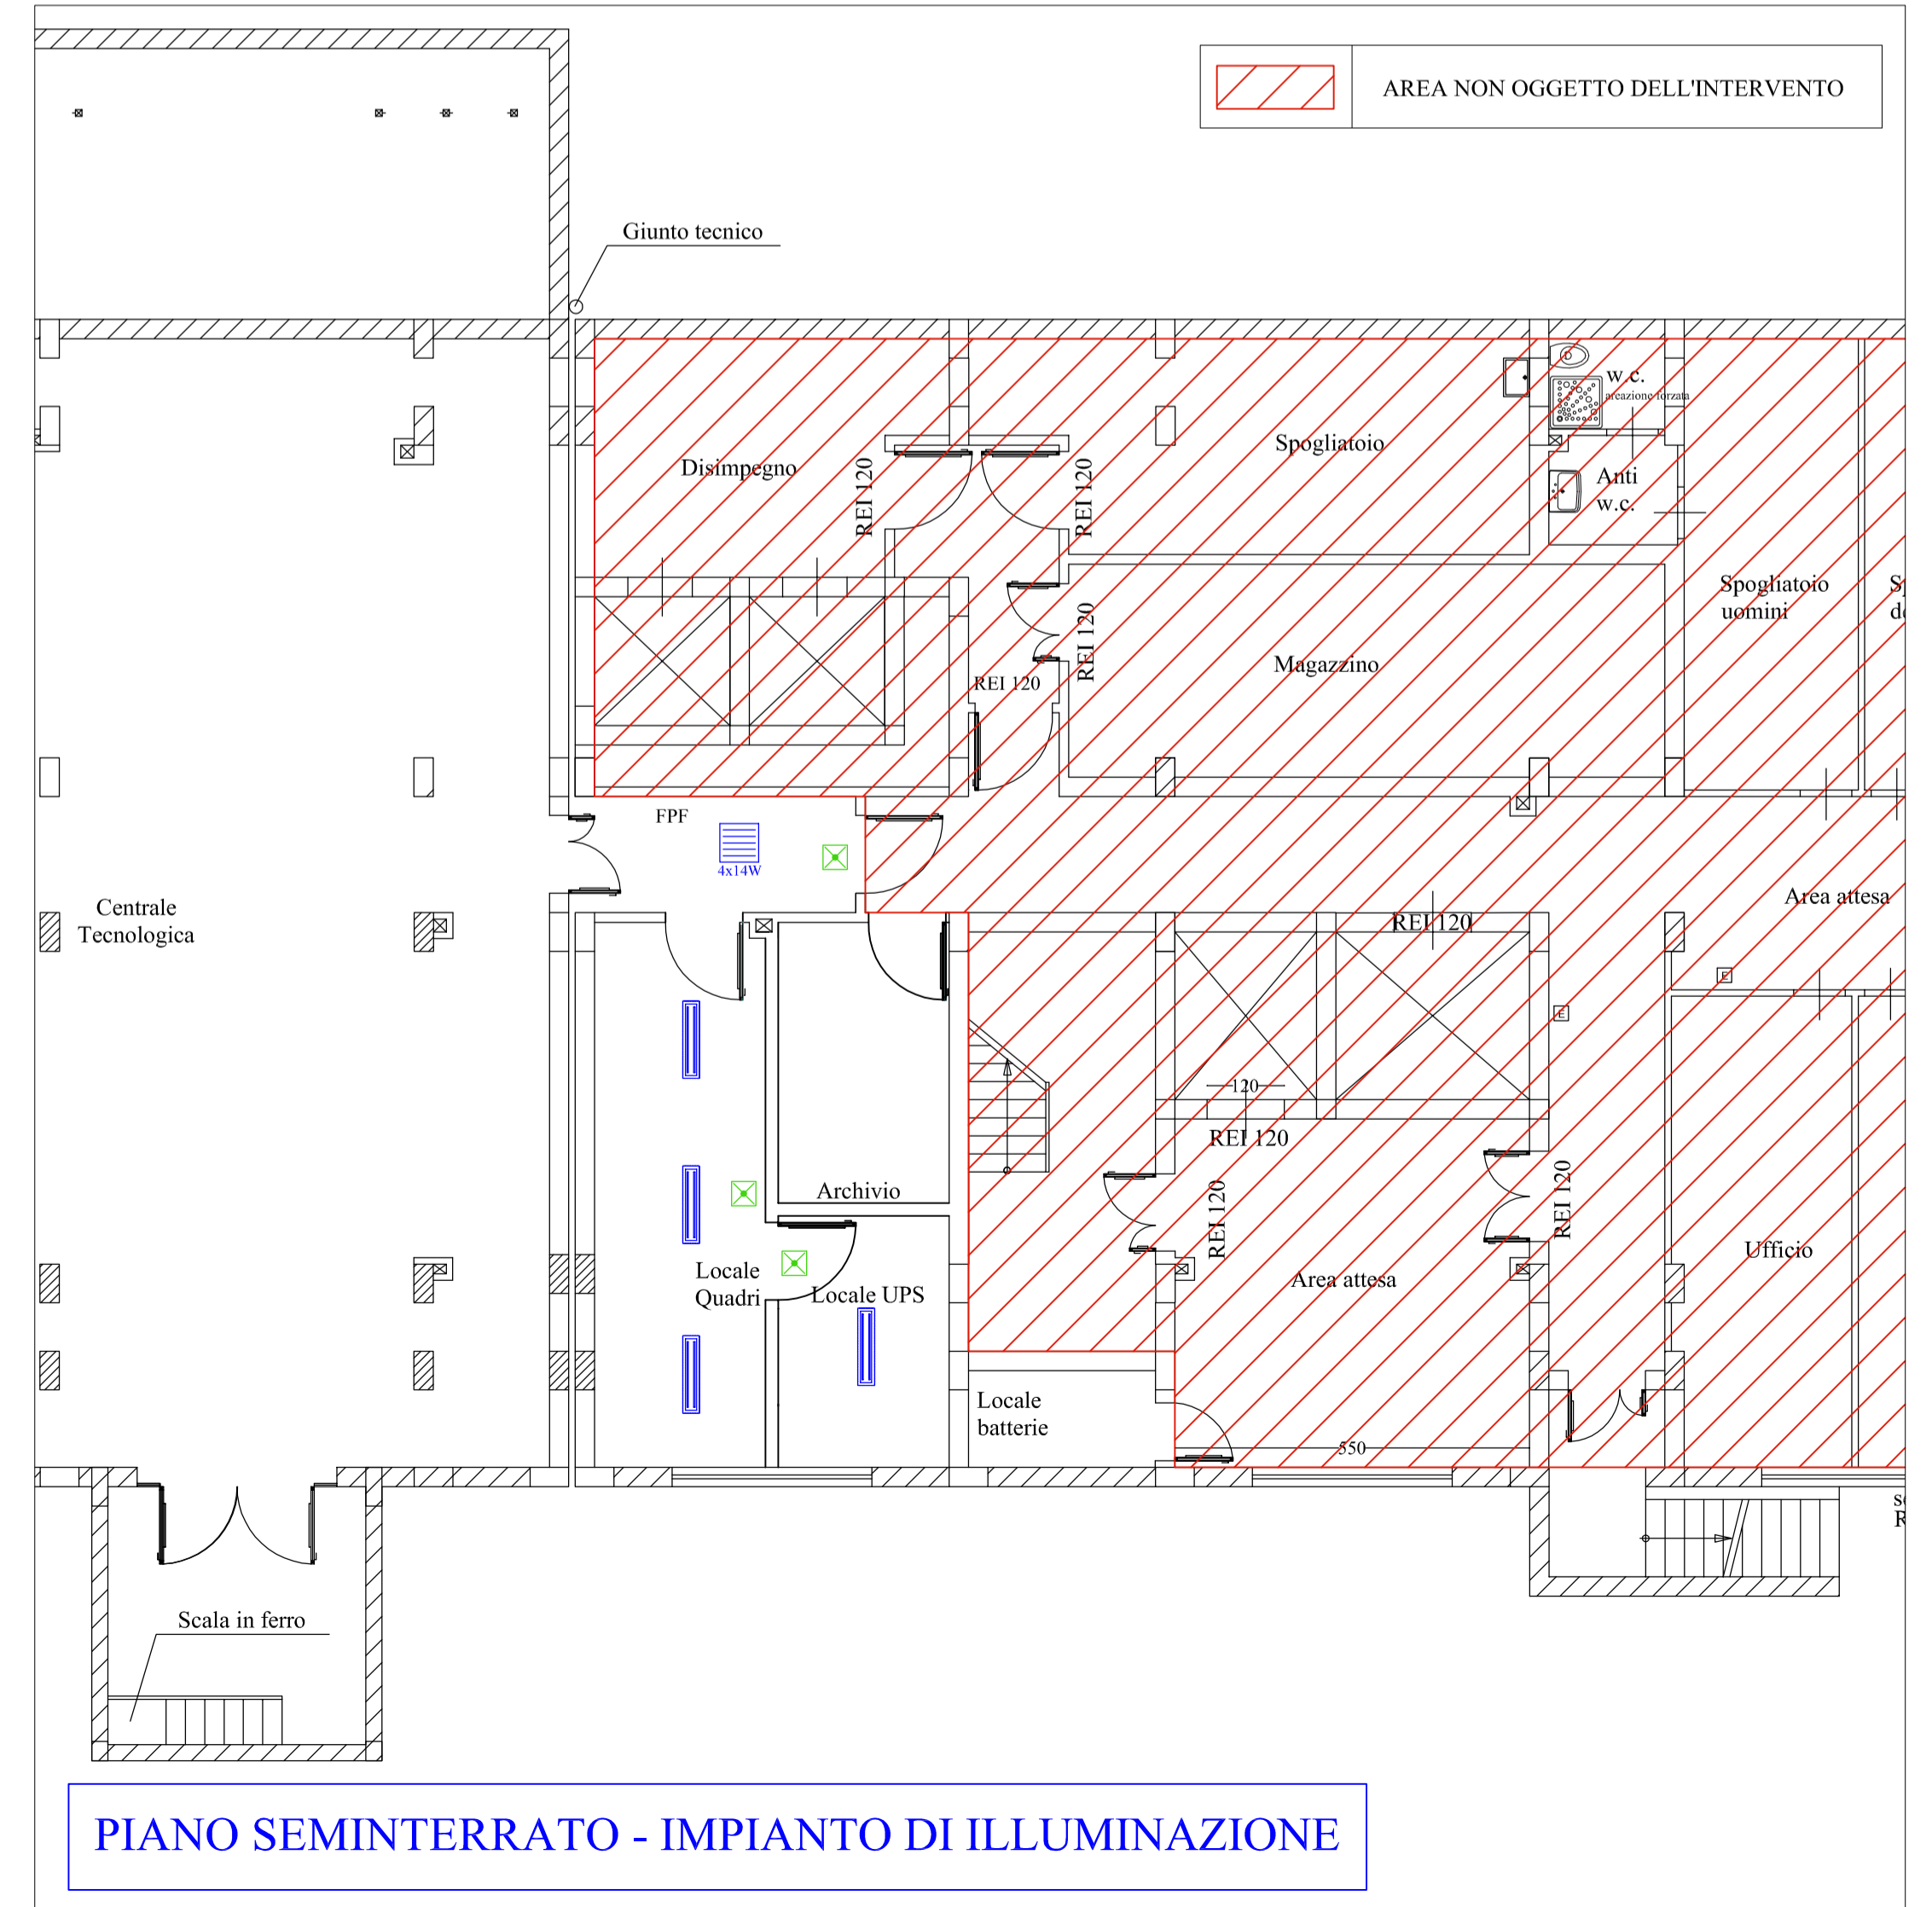 AREA NON OGGETTO DELL'INTERVENTO
Giunto tecnico
w.c.
areazione forzata
Spogliatoio
Disimpegno
REI 120
REI 120
Anti
w.c.
Spogliatoio
uomini
Sp
do
REI 120
Magazzino
REI 120
FPF
4x14W
Centrale
Tecnologica
Area attesa
REI 120
E
E
120
REI 120
Archivio
REI 120
REI 120
Ufficio
Locale
Quadri
Locale UPS
Area attesa
Locale
batterie
550
R
Scala in ferro
PIANO SEMINTERRATO - IMPIANTO DI ILLUMINAZIONE